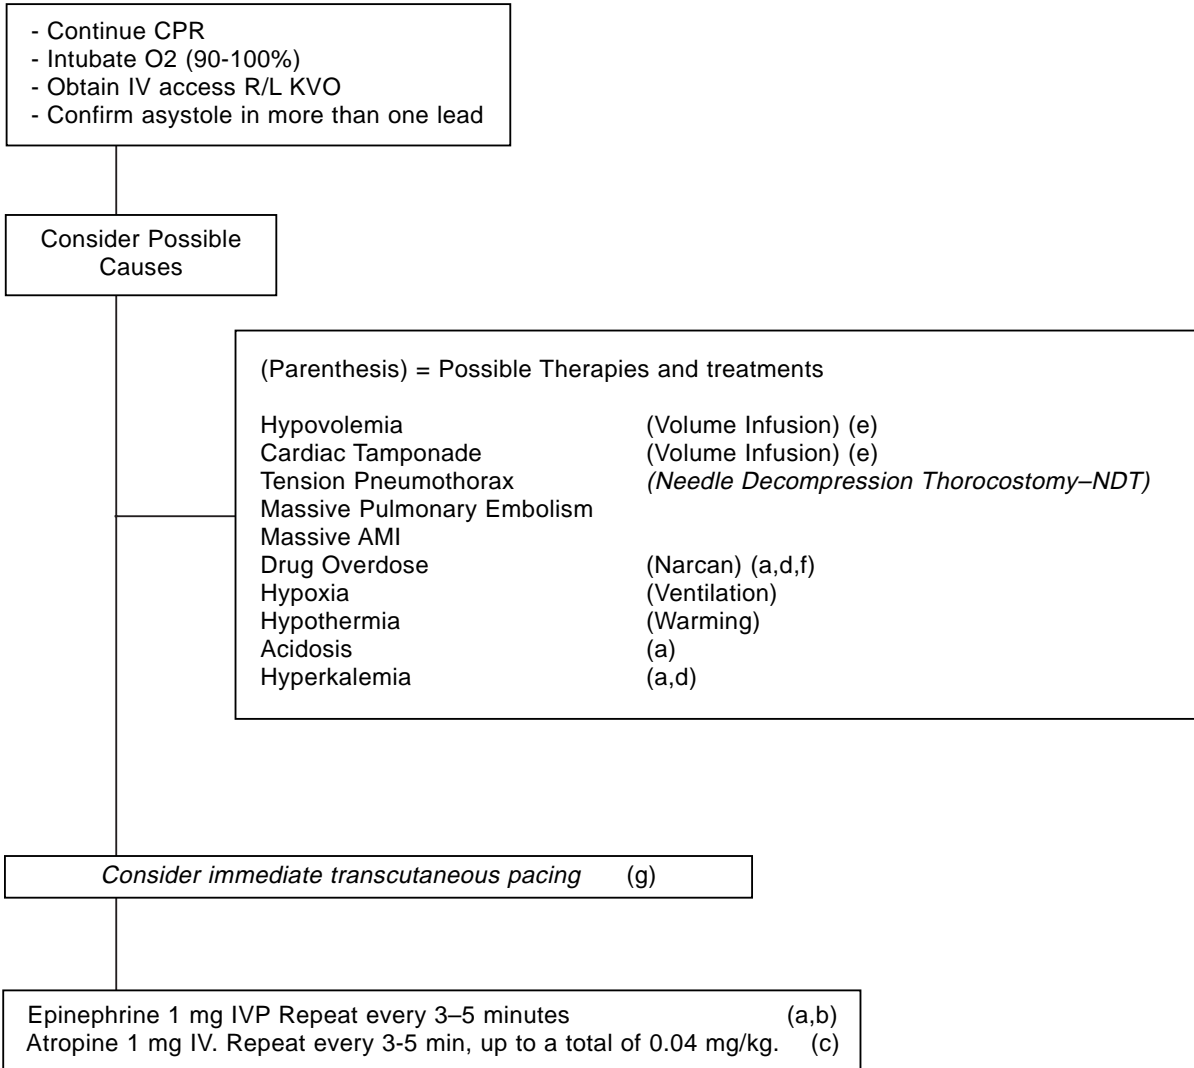 - Continue CPR
- Intubate O2 (90-100%)
- Obtain IV access R/L KVO
- Confirm asystole in more than one lead
Consider Possible
Causes
(Parenthesis) = Possible Therapies and treatments
Hypovolemia (Volume Infusion) (e)
Cardiac Tamponade (Volume Infusion) (e)
Tension Pneumothorax (Needle Decompression Thorocostomy–NDT)
Massive Pulmonary Embolism
Massive AMI
Drug Overdose (Narcan) (a,d,f)
Hypoxia (Ventilation)
Hypothermia (Warming)
Acidosis (a)
Hyperkalemia (a,d)
Consider immediate transcutaneous pacing (g)
Epinephrine 1 mg IVP Repeat every 3–5 minutes (a,b)
Atropine 1 mg IV. Repeat every 3-5 min, up to a total of 0.04 mg/kg. (c)